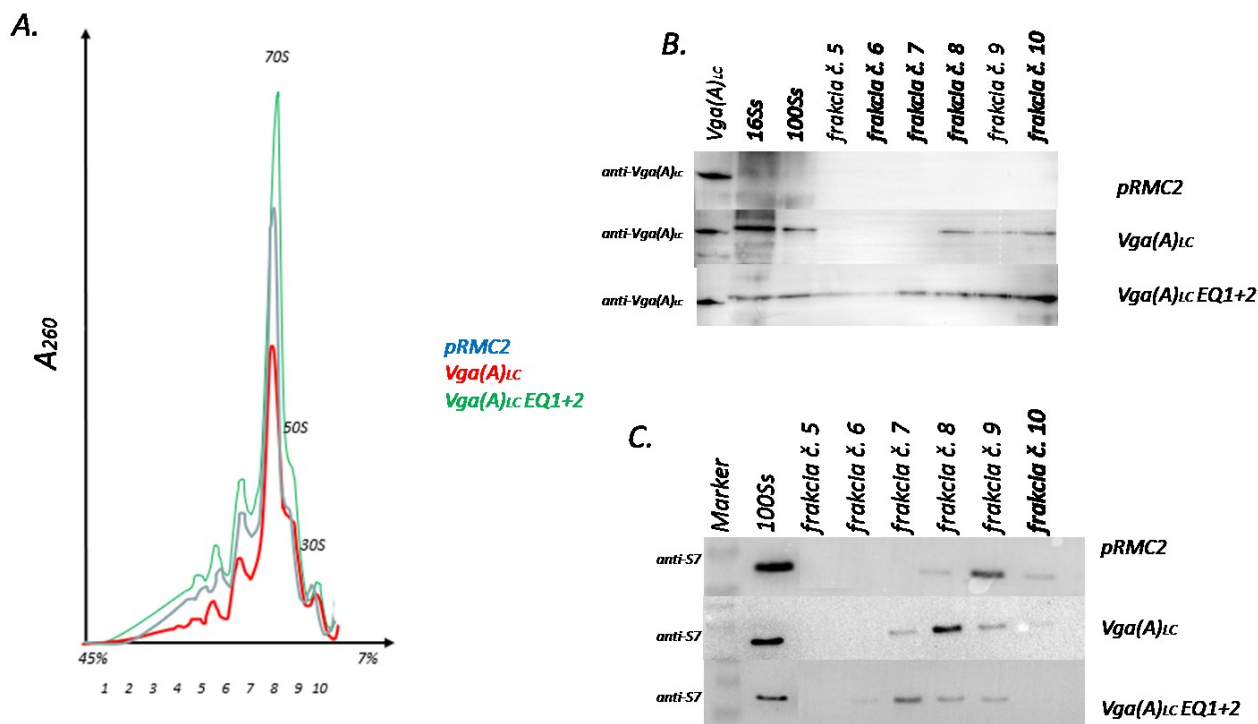 A.
70S
50S
30S
A260
pRMC2
Vga(A)LC
Vga(A)LC EQ1+2
45%
7%
1 2 3 4 5 6 7 8 9 10
B.
Vga(A)LC
16Ss
100Ss
frakcia č. 5
frakcia č. 6
frakcia č. 7
frakcia č. 8
frakcia č. 9
frakcia č. 10
anti-Vga(A)LC
pRMC2
anti-Vga(A)LC
Vga(A)LC
anti-Vga(A)LC
Vga(A)LC EQ1+2
C.
Marker
100Ss
frakcia č. 5
frakcia č. 6
frakcia č. 7
frakcia č. 8
frakcia č. 9
frakcia č. 10
anti-S7
pRMC2
anti-S7
Vga(A)LC
anti-S7
Vga(A)LC EQ1+2